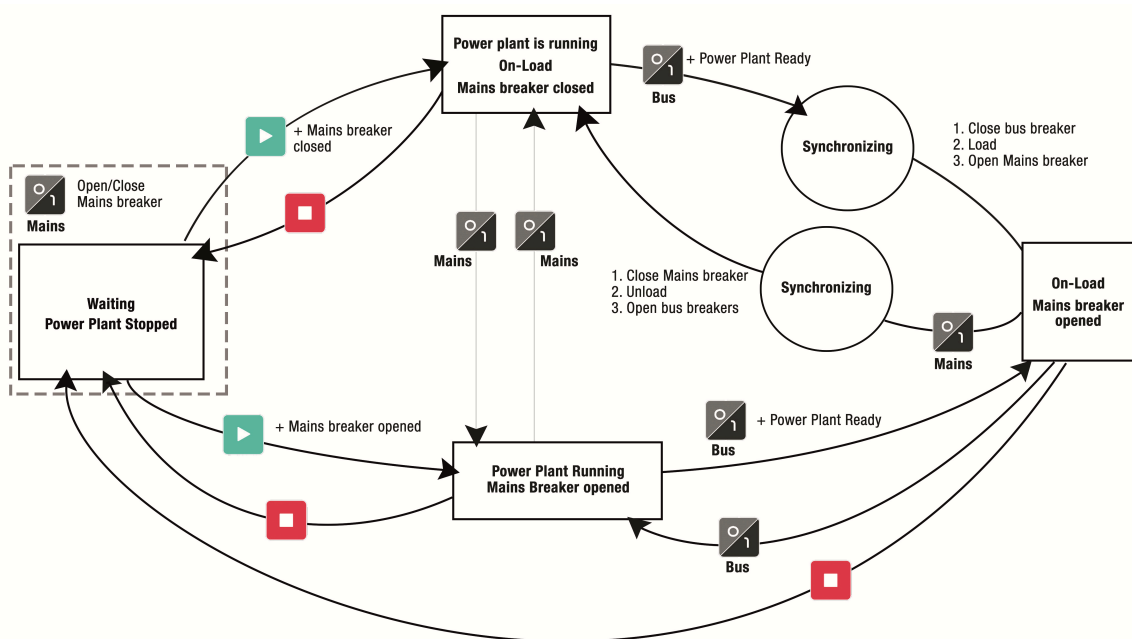 Power plant is running
On-Load
Mains breaker closed
+ Power Plant Ready
Bus
+ Mains breaker
closed
Synchronizing
1. Close bus breaker
2. Load
3. Open Mains breaker
Open/Close
Mains breaker
Mains
Mains
Mains
1. Close Mains breaker
2. Unload
3. Open bus breakers
Synchronizing
On-Load
Mains breaker
opened
Mains
Waiting
Power Plant Stopped
+ Mains breaker opened
+ Power Plant Ready
Bus
Power Plant Running
Mains Breaker opened
Bus